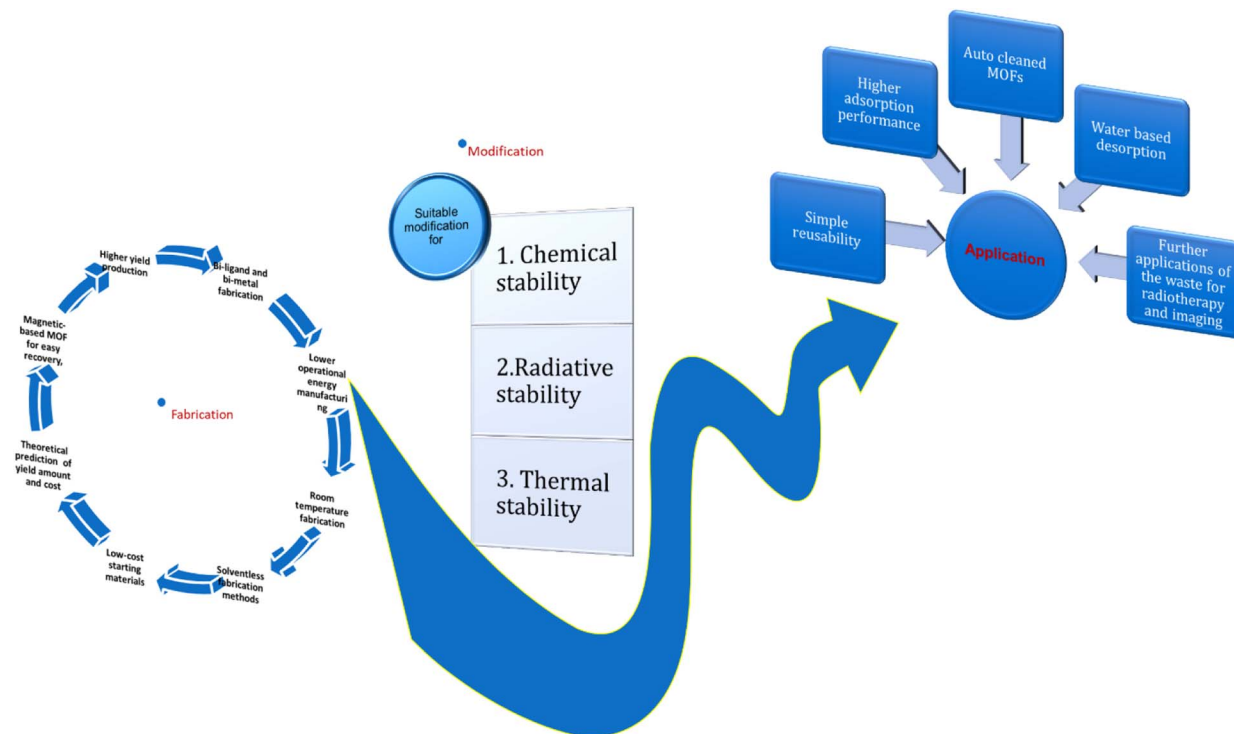 Fabrication
Higher yield
production
Bi-ligand and
bi-metal
fabrication
Lower
operational
energy
manufacturi
ng
Room
temperature
fabrication
Solventless
fabrication
methods
Low-cost
starting
materials
Theoretical
prediction of
yield amount
and cost
Magnetic-
based MOF
for easy
recovery,
Modification
Suitable
modification
for
1. Chemical
stability
2.Radiative
stability
3. Thermal
stability
Application
Simple
reusability
Higher
adsorption
performance
Auto cleaned
MOFs
Water based
desorption
Further
applications of
the waste for
radiotherapy
and imaging